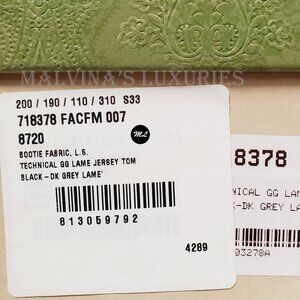 MALVINA'S LUXURIES
200 / 190 / 110 / 310 S33
718378 FACFM 007
8720
ML
BOOTIE FABRIC, L.S.
TECHNICAL GG LAME JERSEY TOM
BLACK-DK GREY LAME'
813059792
4289
8378
NICAL GG LAM
K-DK GREY LA
03278A